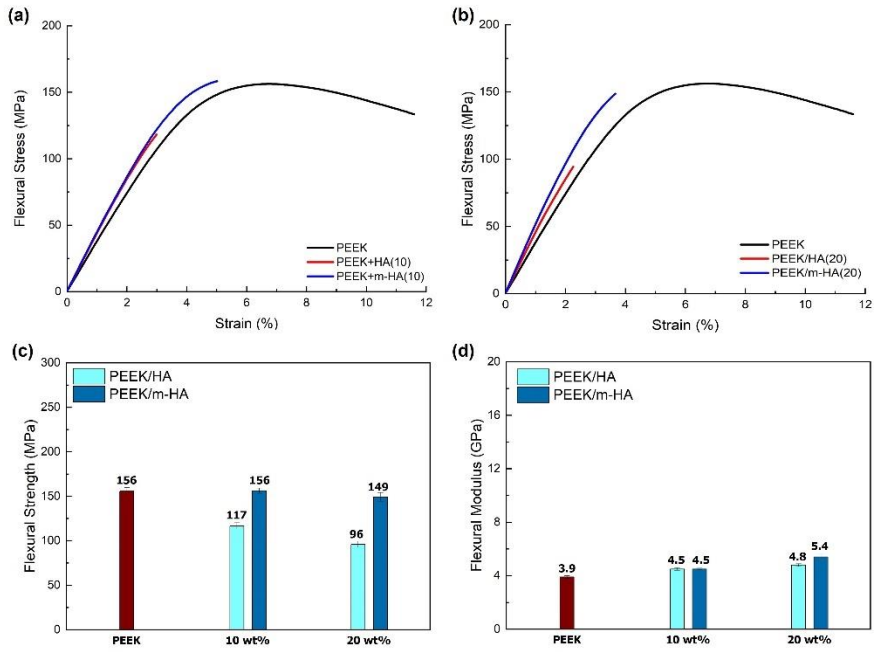 (a)
200
150
100
50
0
Flexural Stress (MPa)
PEEK
PEEK+HA(10)
PEEK+m-HA(10)
0 2 4 6 8 10 12
Strain (%)
(b)
200
150
100
50
0
Flexural Stress (MPa)
PEEK
PEEK/HA(20)
PEEK/m-HA(20)
0 2 4 6 8 10 12
Strain (%)
(c)
300
250
200
150
100
50
0
Flexural Strength (MPa)
PEEK/HA
PEEK/m-HA
156
117
156
96
149
PEEK 10 wt% 20 wt%
(d)
20
16
12
8
4
0
Flexural Modulus (GPa)
PEEK/HA
PEEK/m-HA
3.9
4.5 4.5
4.8
5.4
PEEK 10 wt% 20 wt%